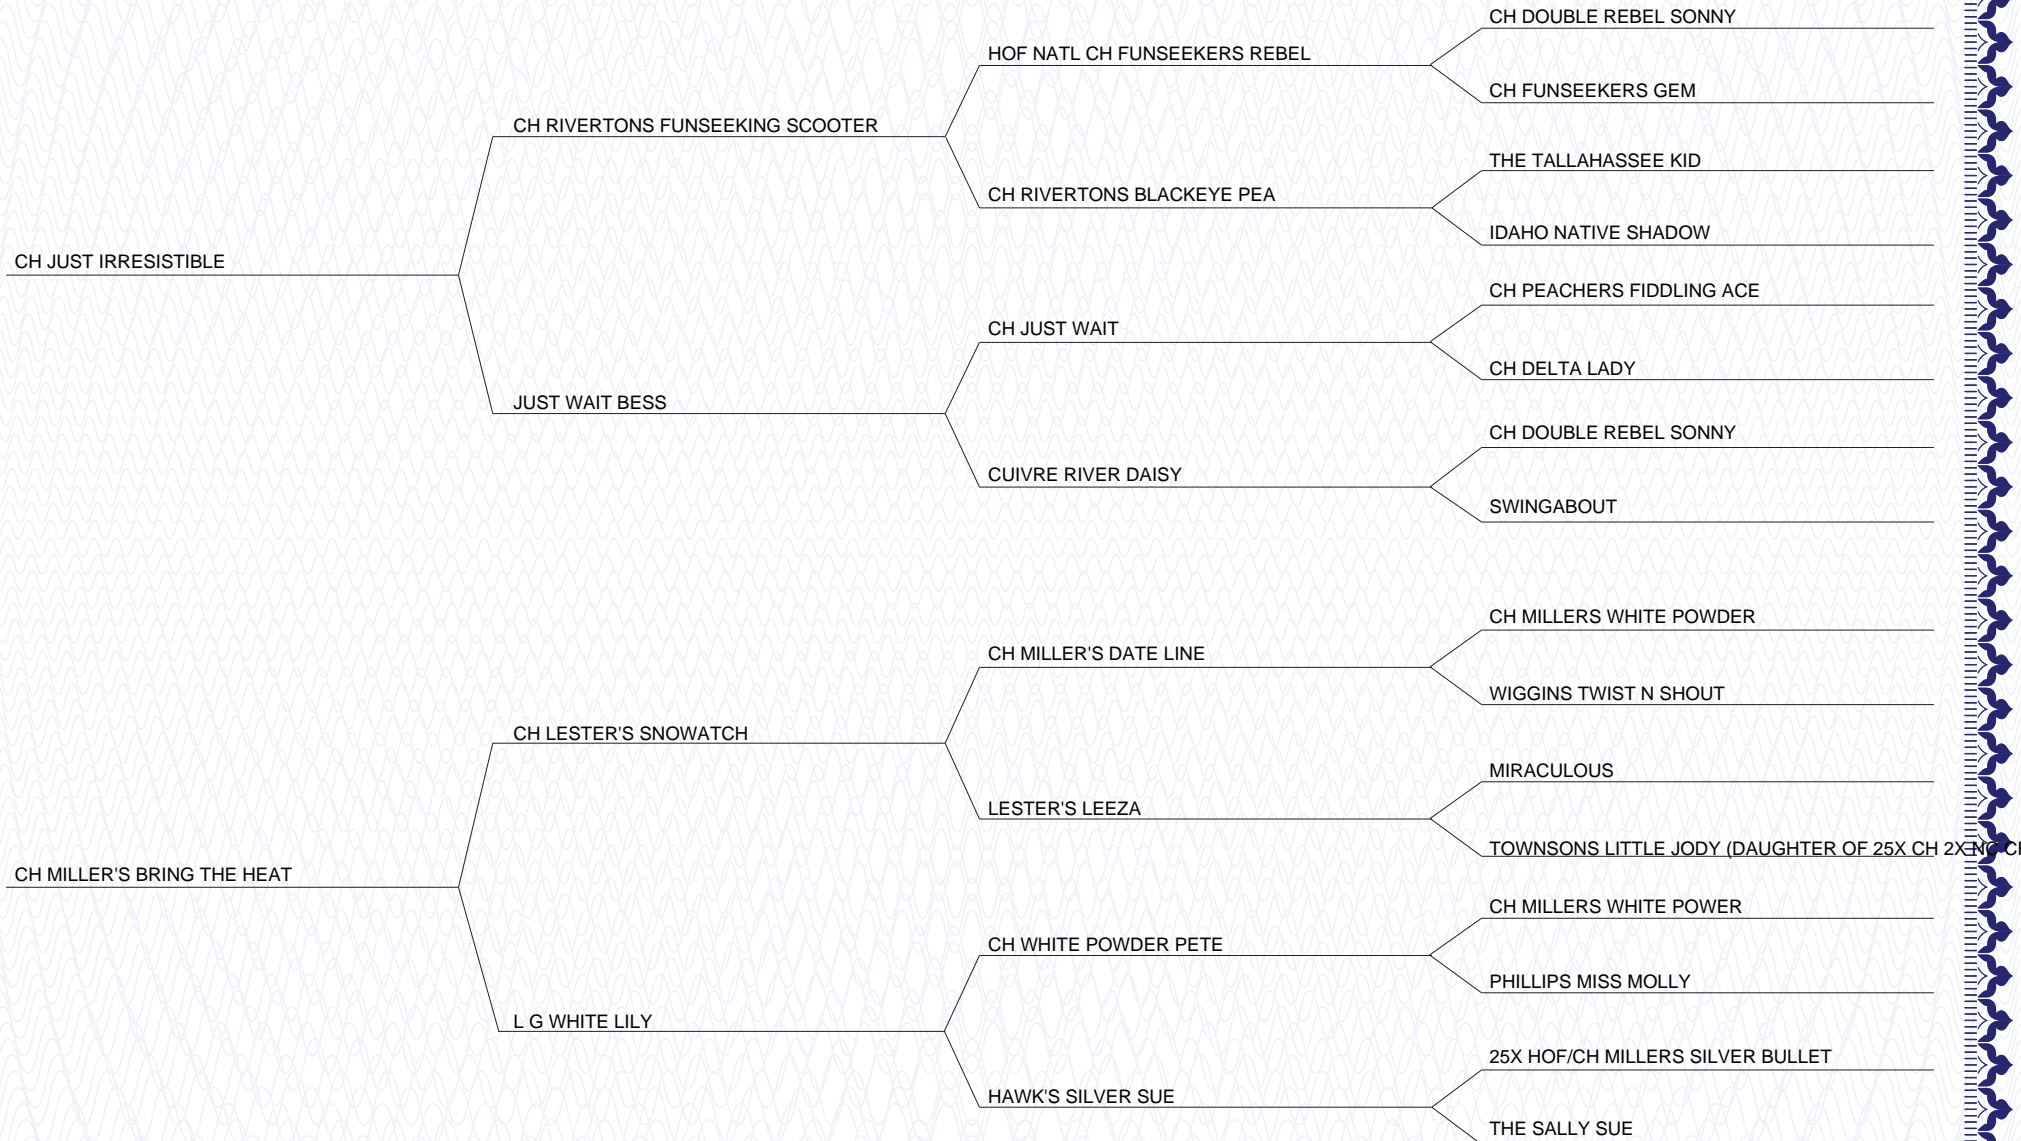 CH DOUBLE REBEL SONNY
HOF NATL CH FUNSEEKERS REBEL
CH FUNSEEKERS GEM
CH RIVERTONS FUNSEEKING SCOOTER
THE TALLAHASSEE KID
CH RIVERTONS BLACKEYE PEA
IDAHO NATIVE SHADOW
CH JUST IRRESISTIBLE
CH PEACHERS FIDDLING ACE
CH JUST WAIT
CH DELTA LADY
JUST WAIT BESS
CH DOUBLE REBEL SONNY
CUIVRE RIVER DAISY
SWINGABOUT
CH MILLERS WHITE POWDER
CH MILLER'S DATE LINE
WIGGINS TWIST N SHOUT
CH LESTER'S SNOWATCH
MIRACULOUS
LESTER'S LEEZA
TOWNSONS LITTLE JODY (DAUGHTER OF 25X CH 2X NC
CH MILLER'S BRING THE HEAT
CH MILLERS WHITE POWER
CH WHITE POWDER PETE
PHILLIPS MISS MOLLY
L G WHITE LILY
25X HOF/CH MILLERS SILVER BULLET
HAWK'S SILVER SUE
THE SALLY SUE